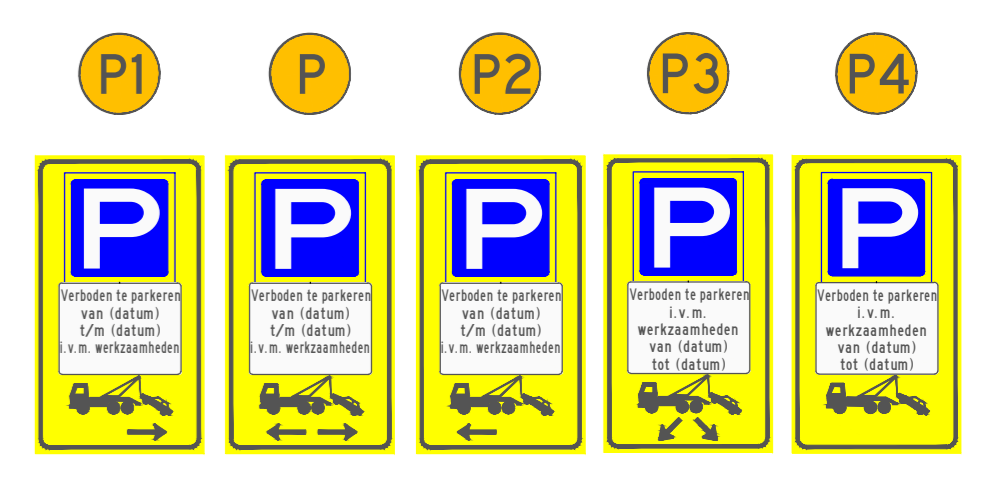 P1
P
P2
P3
P4
P
Verboden te parkeren
van (datum)
t/m (datum)
i.v.m. werkzaamheden
P
Verboden te parkeren
van (datum)
t/m (datum)
i.v.m. werkzaamheden
P
Verboden te parkeren
van (datum)
t/m (datum)
i.v.m. werkzaamheden
P
Verboden te parkeren
i.v.m.
werkzaamheden
van (datum)
tot (datum)
P
Verboden te parkeren
i.v.m.
werkzaamheden
van (datum)
tot (datum)